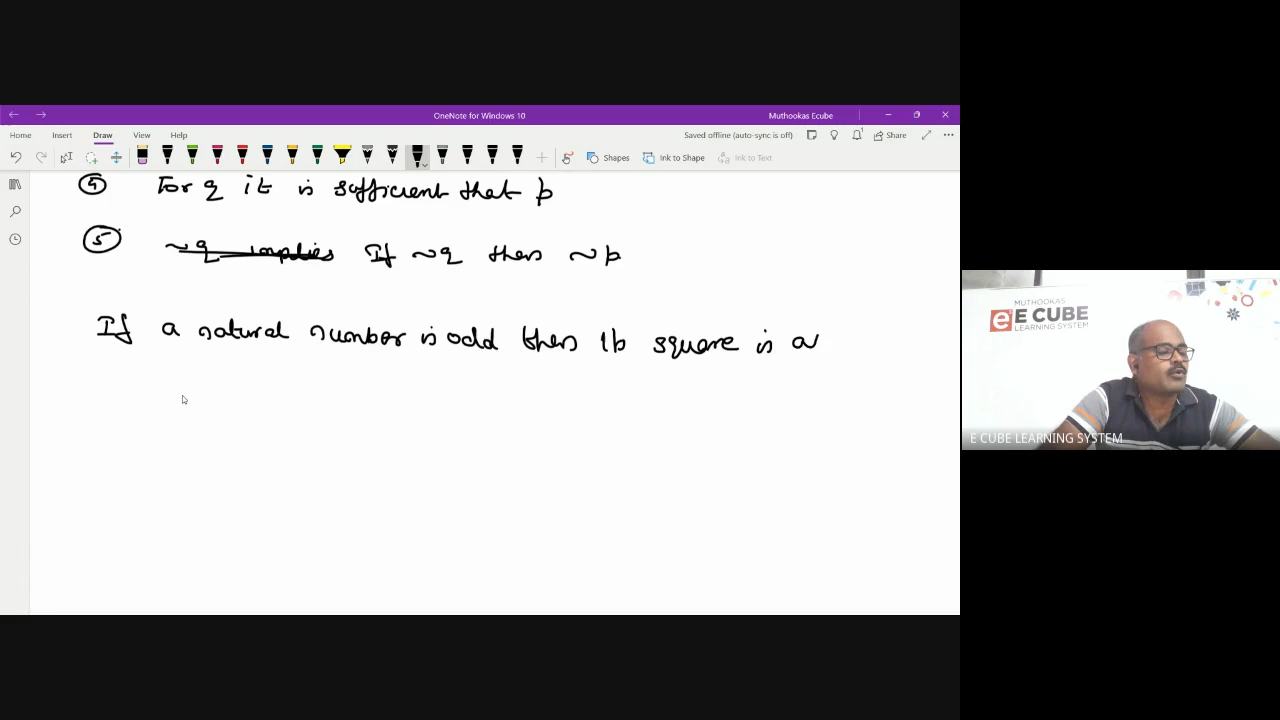 OneNote for Windows 10
Muthookas Ecube
Home Insert Draw View Help
Saved offline (auto-sync is off)
Share
Shapes
Ink to Shape
Ink to Text
For q it is sufficient that p
5 ~q implies If ~q then ~p
If a natural number is odd then its square is a
MUTHOOKAS
e E CUBE
LEARNING SYSTEM
E CUBE LEARNING SYSTEM